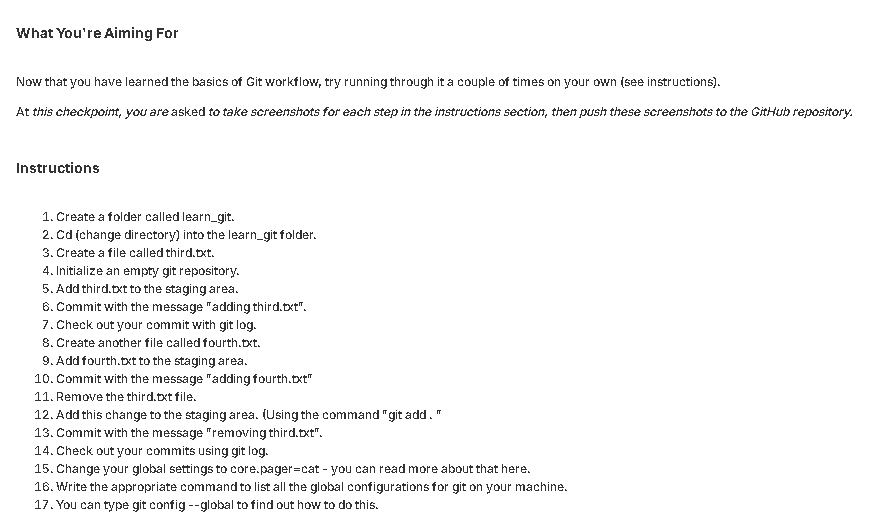 What You're Aiming For
Now that you have learned the basics of Git workflow, try running through it a couple of times on your own (see instructions).
At this checkpoint, you are asked to take screenshots for each step in the instructions section, then push these screenshots to the GitHub repository.
Instructions
1. Create a folder called learn_git.
2. Cd (change directory) into the learn_git folder.
3. Create a file called third.txt.
4. Initialize an empty git repository.
5. Add third.txt to the staging area.
6. Commit with the message "adding third.txt".
7. Check out your commit with git log.
8. Create another file called fourth.txt.
9. Add fourth.txt to the staging area.
10. Commit with the message "adding fourth.txt"
11. Remove the third.txt file.
12. Add this change to the staging area. (Using the command "git add . "
13. Commit with the message "removing third.txt".
14. Check out your commits using git log.
15. Change your global settings to core.pager=cat - you can read more about that here.
16. Write the appropriate command to list all the global configurations for git on your machine.
17. You can type git config --global to find out how to do this.